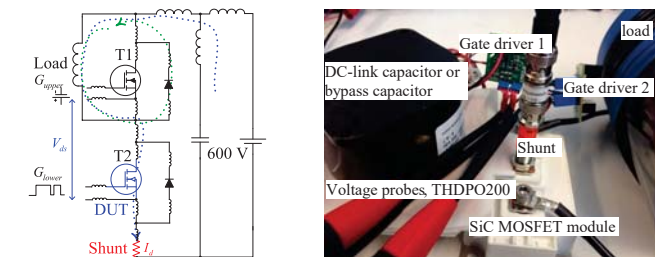 T1
Load
G_upper
V_ds
600 V
T2
G_lower
DUT
Shunt
I_d
Gate driver 1
load
DC-link capacitor or
bypass capacitor
Gate driver 2
Shunt
Voltage probes, THDPO200
SiC MOSFET module